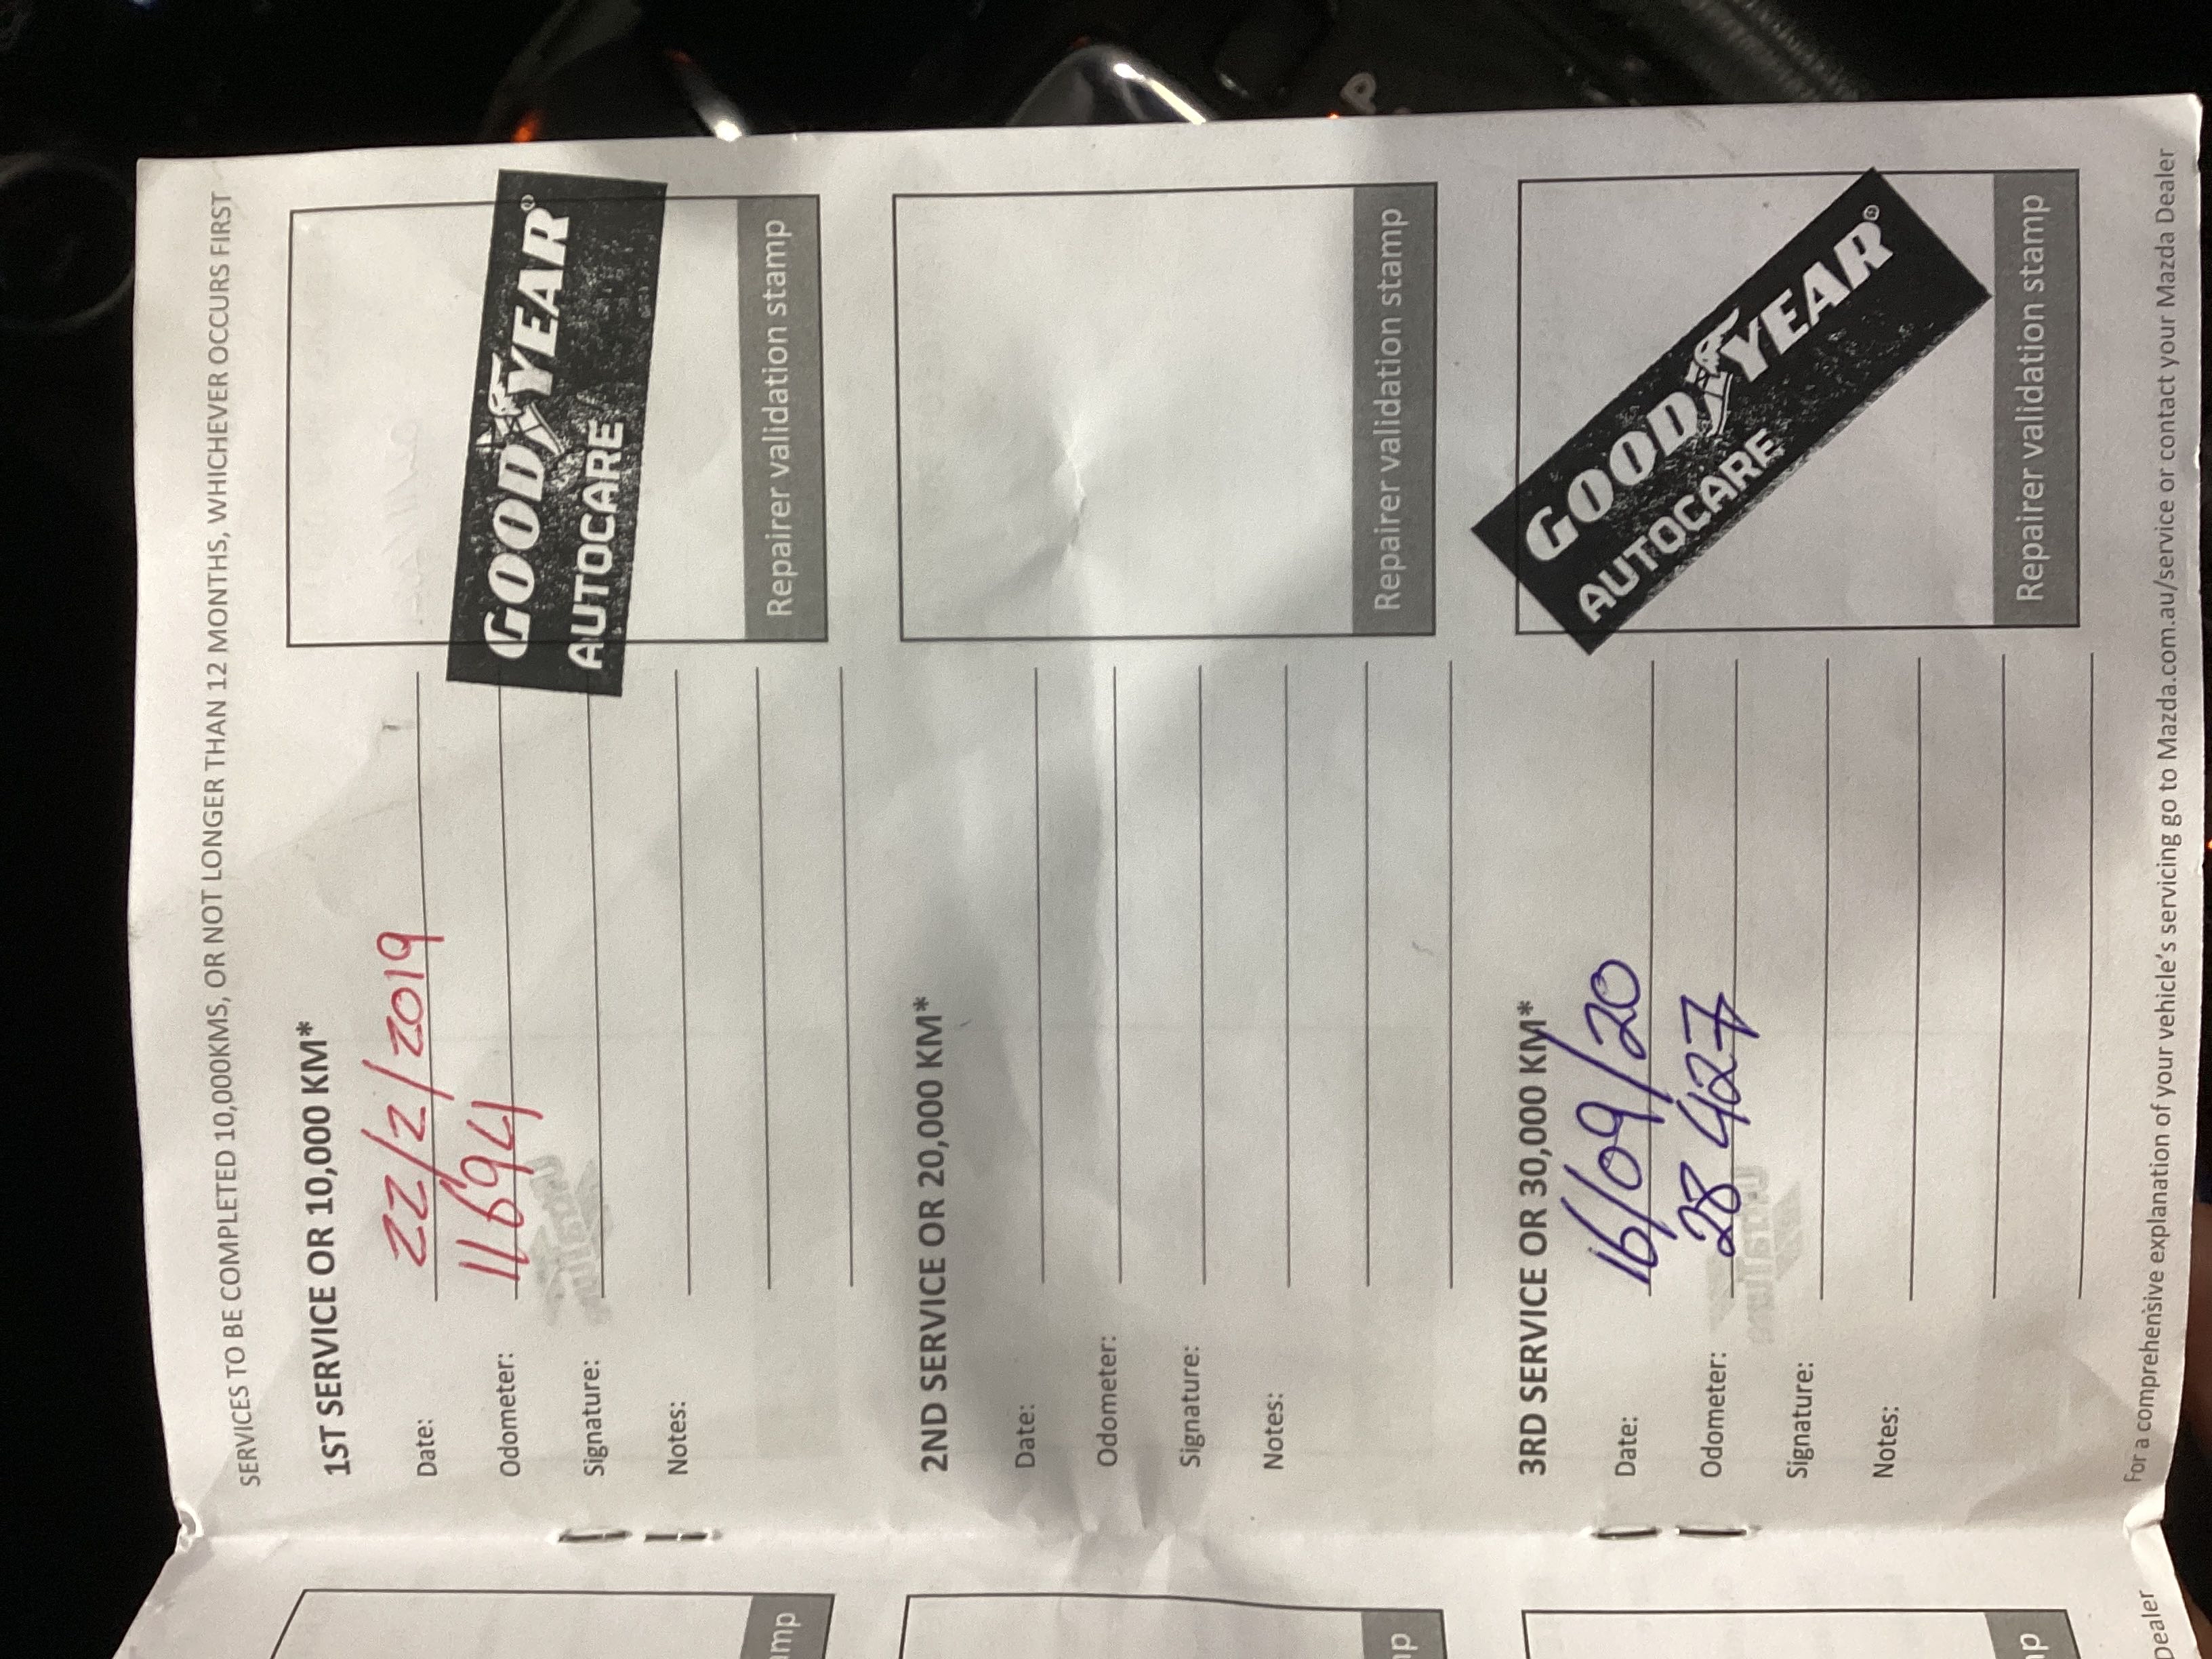 SERVICES TO BE COMPLETED 10,000KMS, OR NOT LONGER THAN 12 MONTHS, WHICHEVER OCCURS FIRST
1ST SERVICE OR 10,000 KM*
Date: 22/2/2019
Odometer: 11694
Signature:
Notes:
GOODYEAR®
AUTOCARE
Repairer validation stamp
2ND SERVICE OR 20,000 KM*
Date:
Odometer:
Signature:
Notes:
Repairer validation stamp
3RD SERVICE OR 30,000 KM*
Date: 16/09/20
Odometer: 28427
Signature:
Notes:
GOODYEAR®
AUTOCARE
Repairer validation stamp
For a comprehensive explanation of your vehicle's servicing go to Mazda.com.au/service or contact your Mazda Dealer
Dealer
P